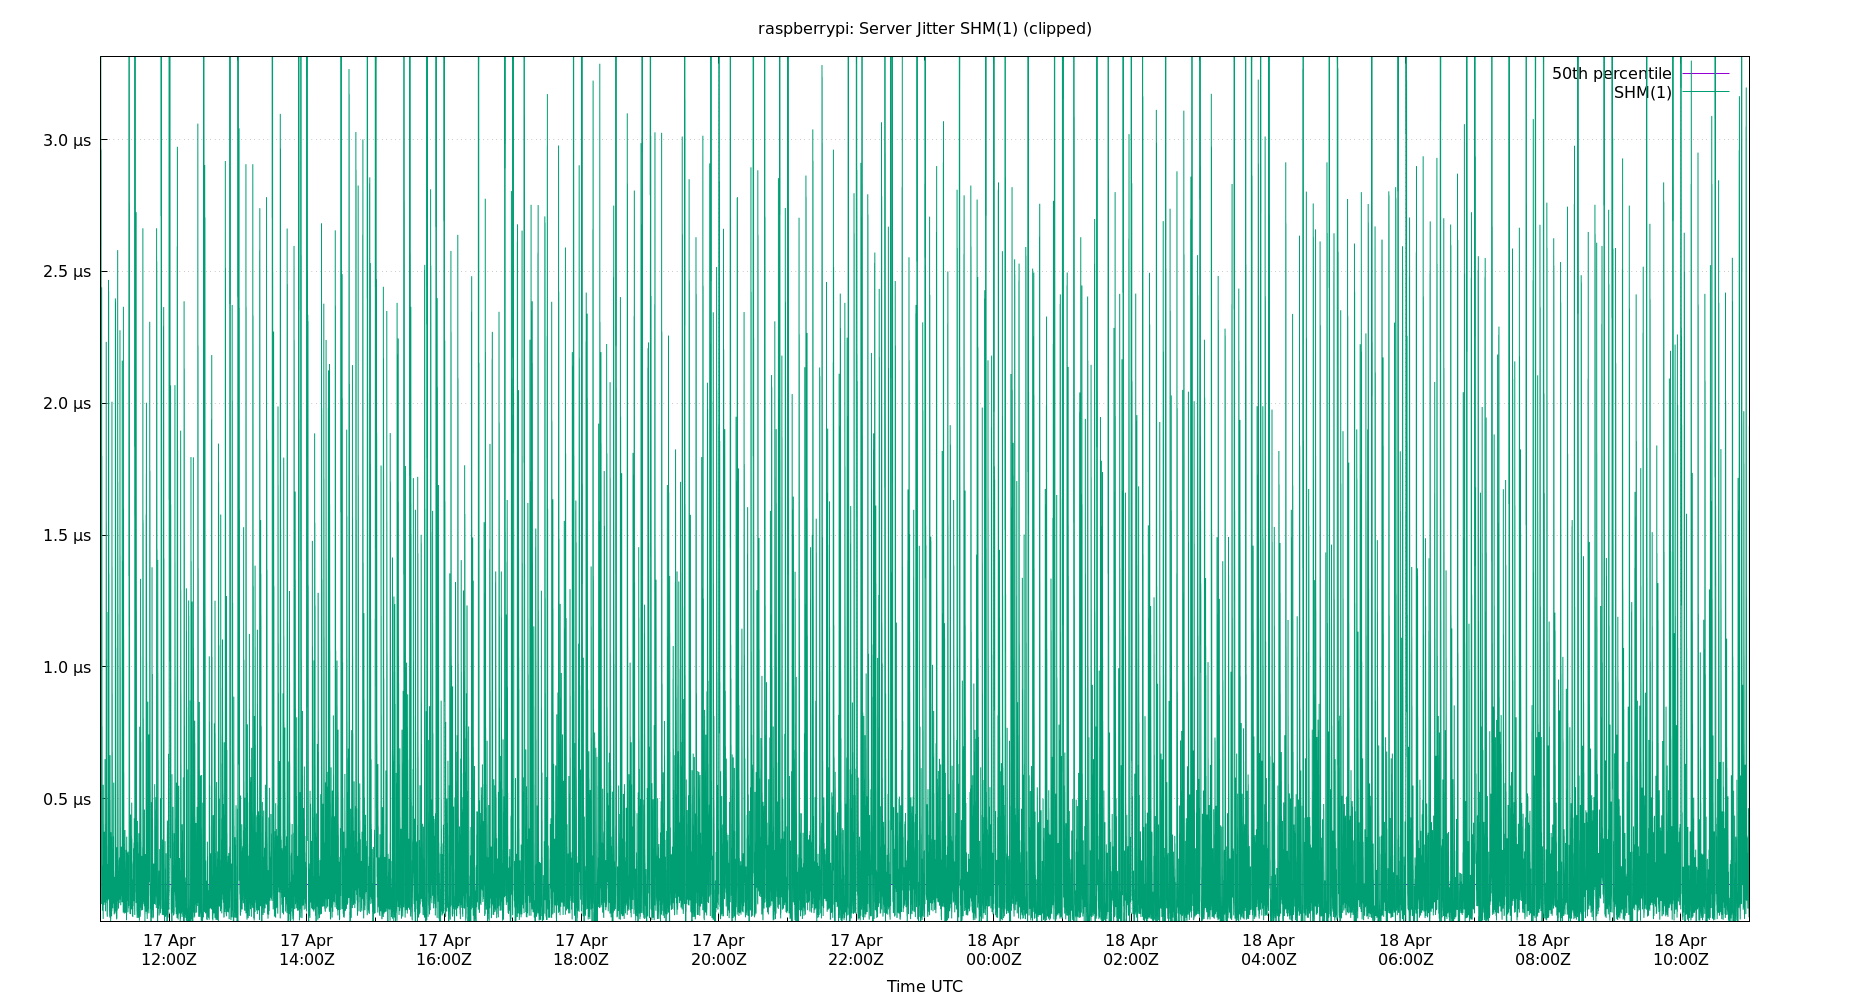 raspberrypi: Server Jitter SHM(1) (clipped)
50th percentile
SHM(1)
3.0 µs
2.5 µs
2.0 µs
1.5 µs
1.0 µs
0.5 µs
17 Apr 17 Apr 17 Apr 17 Apr 17 Apr 17 Apr 18 Apr 18 Apr 18 Apr 18 Apr 18 Apr 18 Apr
12:00Z 14:00Z 16:00Z 18:00Z 20:00Z 22:00Z 00:00Z 02:00Z 04:00Z 06:00Z 08:00Z 10:00Z
Time UTC